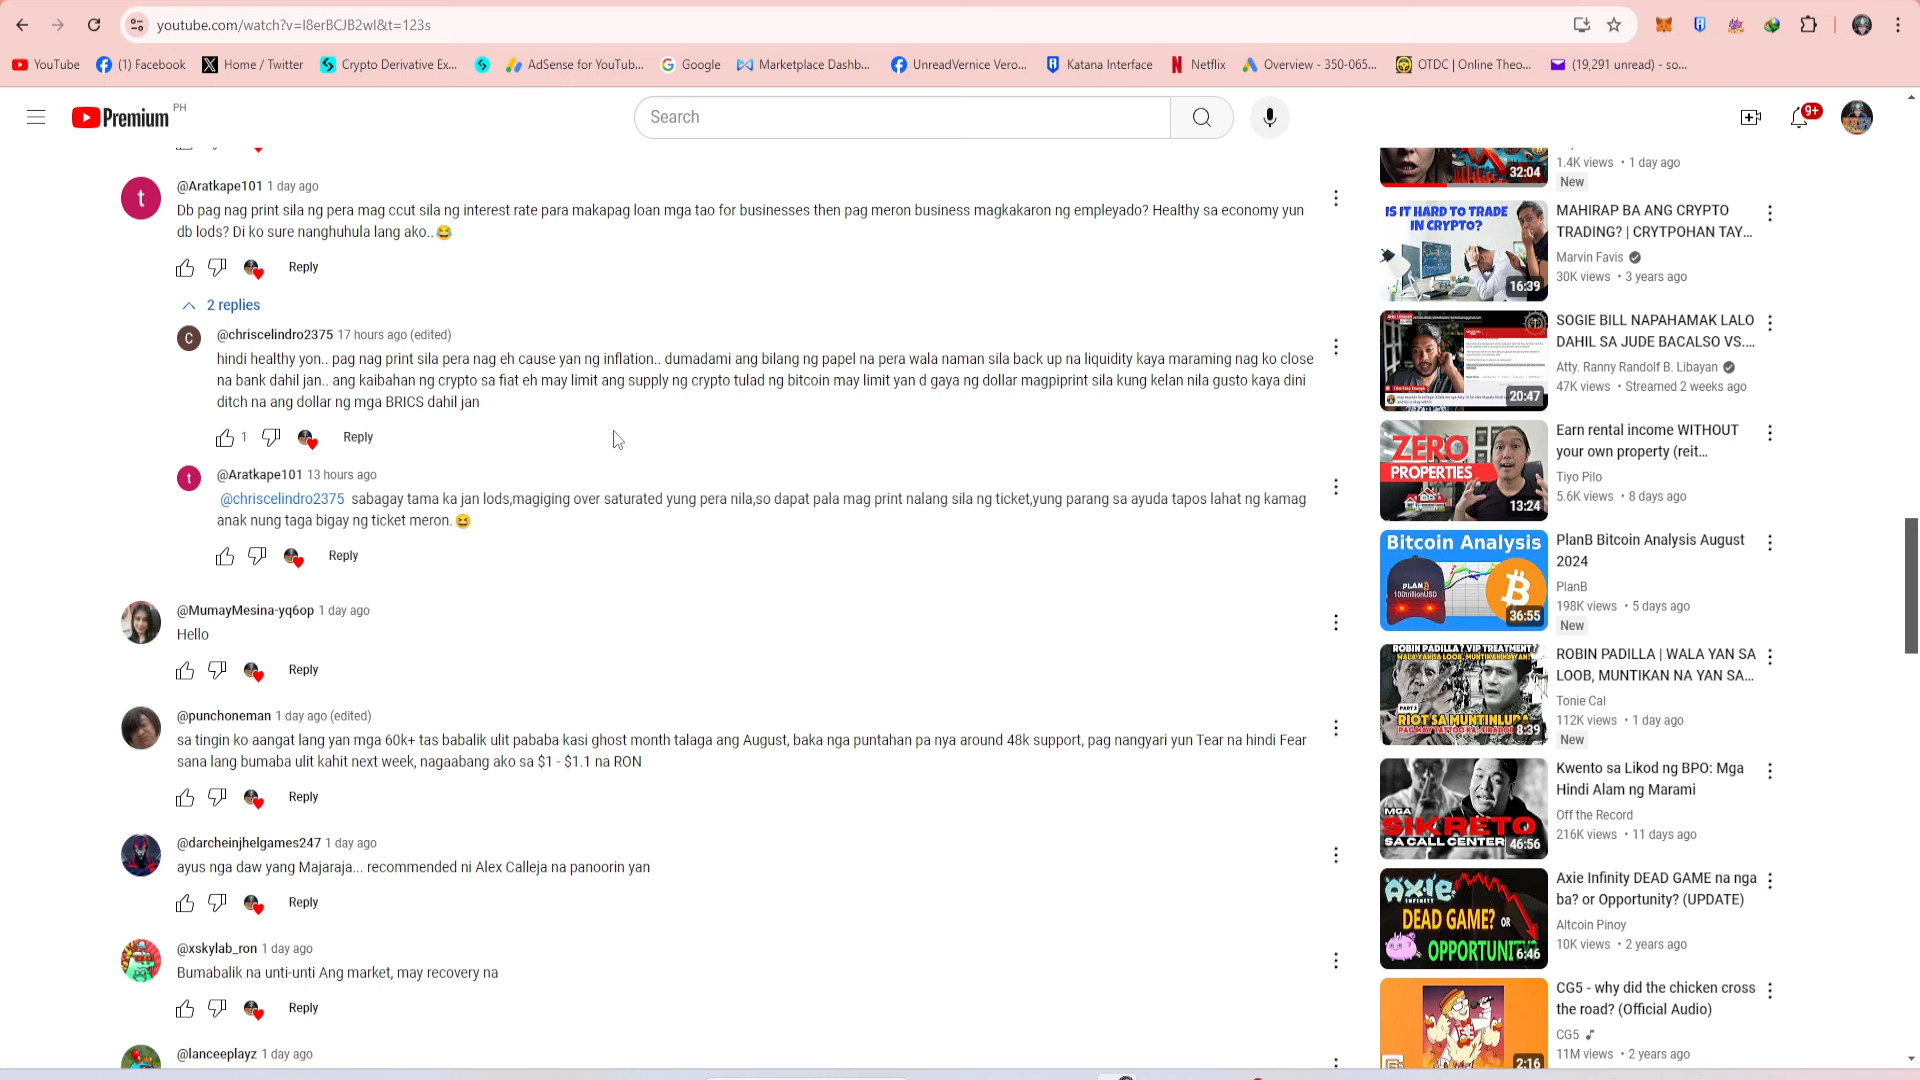 youtube.com/watch?v=I8erBCJB2wI&t=123s
YouTube
(1) Facebook
Home / Twitter
Crypto Derivative Ex...
AdSense for YouTub...
Google
Marketplace Dashb...
UnreadVernice Vero...
Katana Interface
Netflix
Overview - 350-065...
OTDC | Online Theo...
(19,291 unread) - so...
Premium PH
Search
9+
@Aratkape101 1 day ago
Db pag nag print sila ng pera mag ccut sila ng interest rate para makapag loan mga tao for businesses then pag meron business magkakaron ng empleyado? Healthy sa economy yun
db lods? Di ko sure nanghuhula lang ako..😂
Reply
2 replies
@chriscelindro2375 17 hours ago (edited)
hindi healthy yon.. pag nag print sila pera nag eh cause yan ng inflation.. dumadami ang bilang ng papel na pera wala naman sila back up na liquidity kaya maraming nag ko close
na bank dahil jan.. ang kaibahan ng crypto sa fiat eh may limit ang supply ng crypto tulad ng bitcoin may limit yan d gaya ng dollar magpiprint sila kung kelan nila gusto kaya dini
ditch na ang dollar ng mga BRICS dahil jan
1 Reply
@Aratkape101 13 hours ago
@chriscelindro2375 sabagay tama ka jan lods,magiging over saturated yung pera nila,so dapat pala mag print nalang sila ng ticket,yung parang sa ayuda tapos lahat ng kamag
anak nung taga bigay ng ticket meron.😆
Reply
@MumayMesina-yq6op 1 day ago
Hello
Reply
@punchoneman 1 day ago (edited)
sa tingin ko aangat lang yan mga 60k+ tas babalik ulit pababa kasi ghost month talaga ang August, baka nga puntahan pa nya around 48k support, pag nangyari yun Tear na hindi Fear
sana lang bumaba ulit kahit next week, nagaabang ako sa $1 - $1.1 na RON
Reply
@darcheinjhelgames247 1 day ago
ayus nga daw yang Majaraja... recommended ni Alex Calleja na panoorin yan
Reply
@xskylab_ron 1 day ago
Bumabalik na unti-unti Ang market, may recovery na
Reply
@lanceeplayz 1 day ago
32:04
1.4K views • 1 day ago
New
IS IT HARD TO TRADE
IN CRYPTO?
16:39
MAHIRAP BA ANG CRYPTO
TRADING? | CRYTPOHAN TAY...
Marvin Favis
30K views • 3 years ago
20:47
SOGIE BILL NAPAHAMAK LALO
DAHIL SA JUDE BACALSO VS....
Atty. Ranny Randolf B. Libayan
47K views • Streamed 2 weeks ago
ZERO
PROPERTIES
13:24
Earn rental income WITHOUT
your own property (reit...
Tiyo Pilo
5.6K views • 8 days ago
Bitcoin Analysis
PLANB
100trillionUSD
36:55
PlanB Bitcoin Analysis August
2024
PlanB
198K views • 5 days ago
New
ROBIN PADILLA? VIP TREATMENT?
WALA YAN SA LOOB, MUNTIKAN NA YAN!
PART 2
RIOT SA MUNTINLUPA
8:39
ROBIN PADILLA | WALA YAN SA
LOOB, MUNTIKAN NA YAN SA...
Tonie Cal
112K views • 1 day ago
New
MGA
SIKRETO
SA CALL CENTER
46:56
Kwento sa Likod ng BPO: Mga
Hindi Alam ng Marami
Off the Record
216K views • 11 days ago
AXIE
INFINITY
DEAD GAME? OR
OPPORTUNITY?
6:46
Axie Infinity DEAD GAME na nga
ba? or Opportunity? (UPDATE)
Altcoin Pinoy
10K views • 2 years ago
2:16
CG5 - why did the chicken cross
the road? (Official Audio)
CG5
11M views • 2 years ago